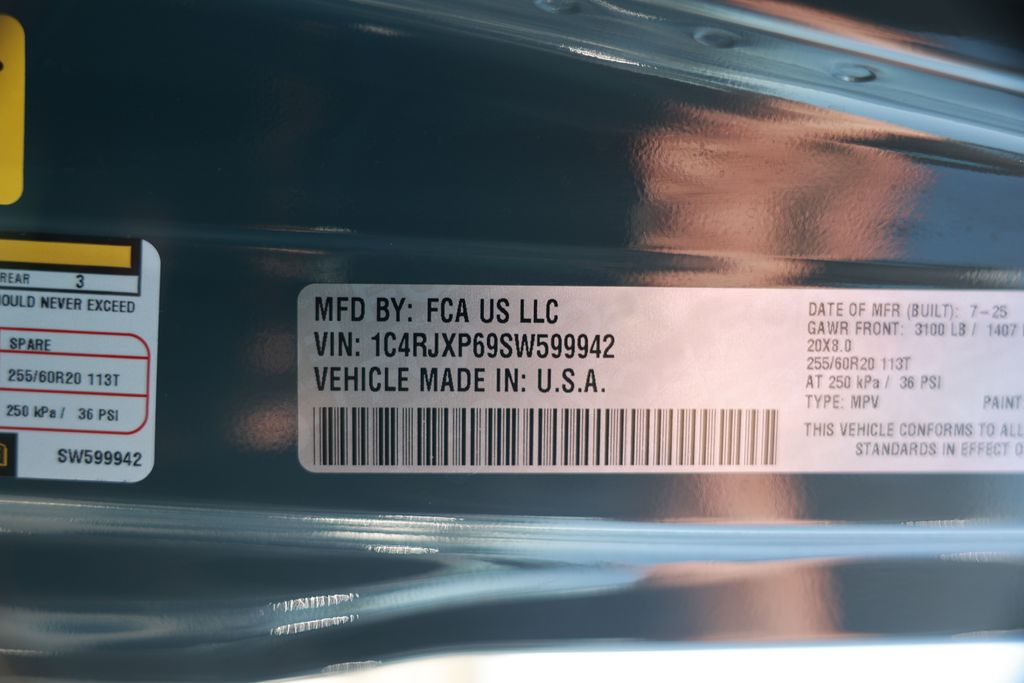 REAR 3
OULD NEVER EXCEED
SPARE
255/60R20 113T
250 kPa / 36 PSI
SW599942
MFD BY: FCA US LLC
VIN: 1C4RJXP69SW599942
VEHICLE MADE IN: U.S.A.
DATE OF MFR (BUILT): 7-25
GAWR FRONT: 3100 LB / 1407
20X8.0
255/60R20 113T
AT 250 kPa / 36 PSI
TYPE: MPV PAINT
THIS VEHICLE CONFORMS TO ALL
STANDARDS IN EFFECT O